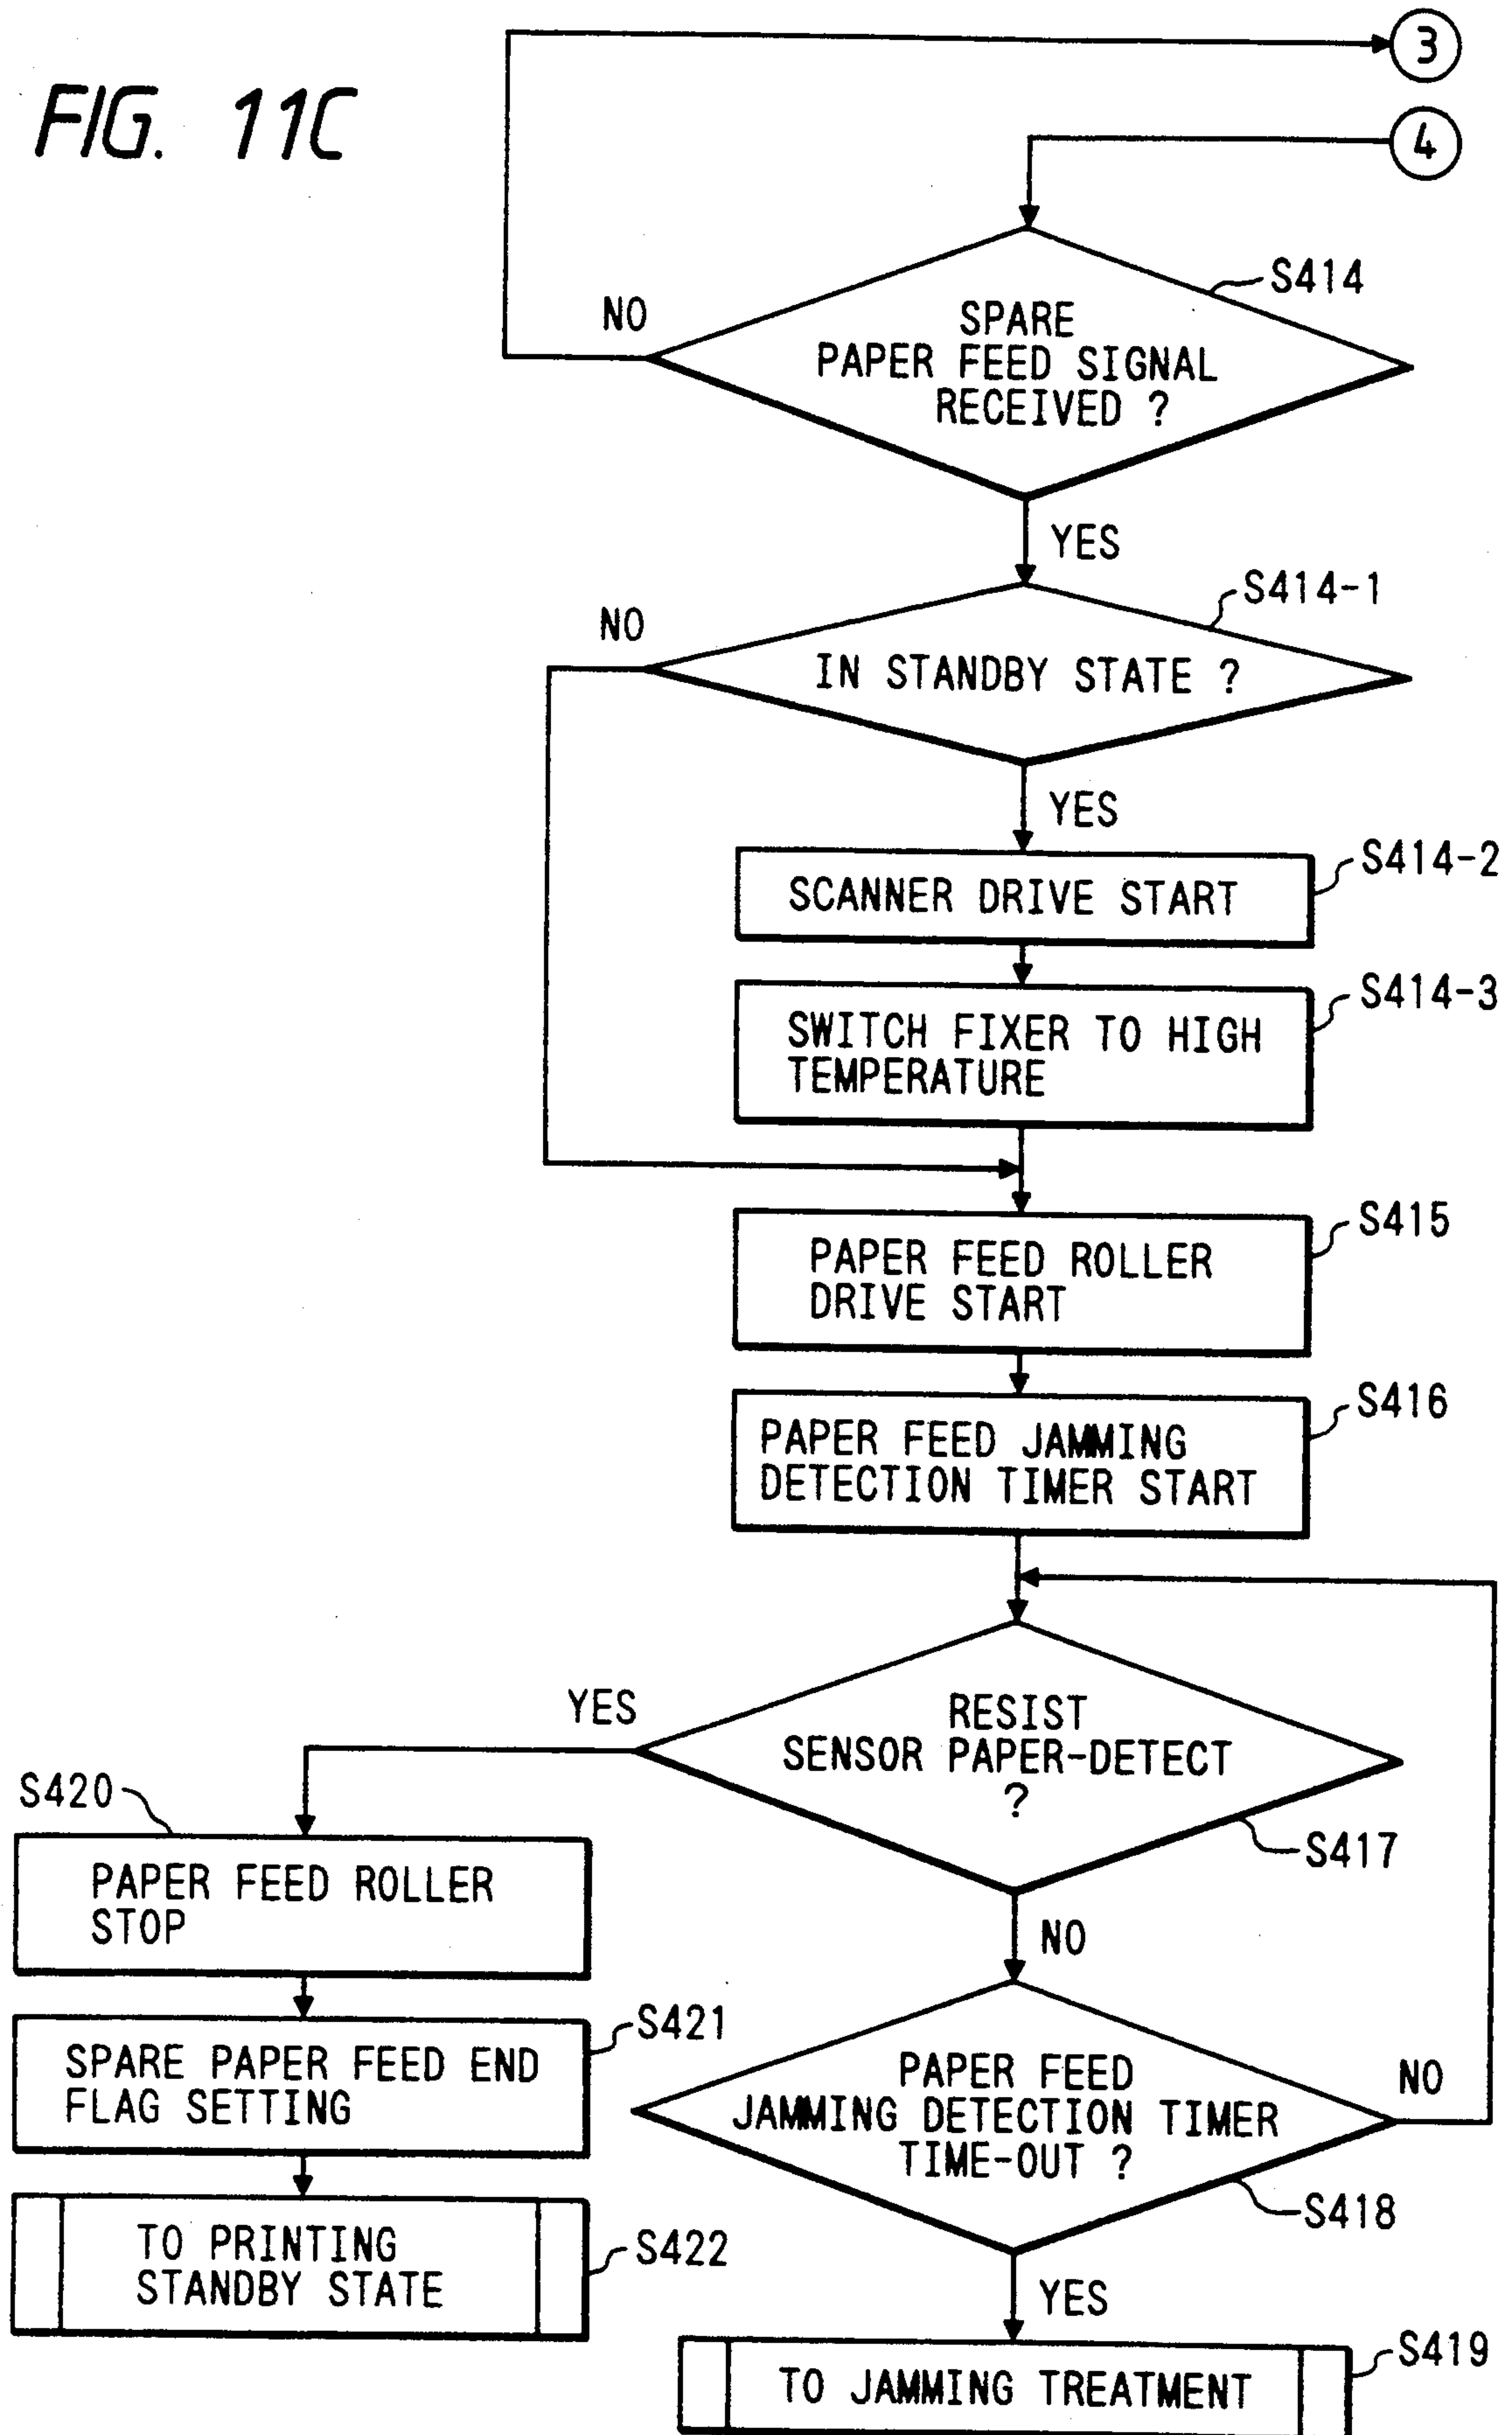 FIG. 11C
3
4
S414
NO
SPARE
PAPER FEED SIGNAL
RECEIVED ?
YES
S414-1
NO
IN STANDBY STATE ?
YES
S414-2
SCANNER DRIVE START
S414-3
SWITCH FIXER TO HIGH
TEMPERATURE
S415
PAPER FEED ROLLER
DRIVE START
S416
PAPER FEED JAMMING
DETECTION TIMER START
YES
RESIST
SENSOR PAPER-DETECT
?
S417
S420
PAPER FEED ROLLER
STOP
NO
S421
SPARE PAPER FEED END
FLAG SETTING
PAPER FEED
JAMMING DETECTION TIMER
TIME-OUT ?
NO
S418
TO PRINTING
STANDBY STATE
S422
YES
S419
TO JAMMING TREATMENT